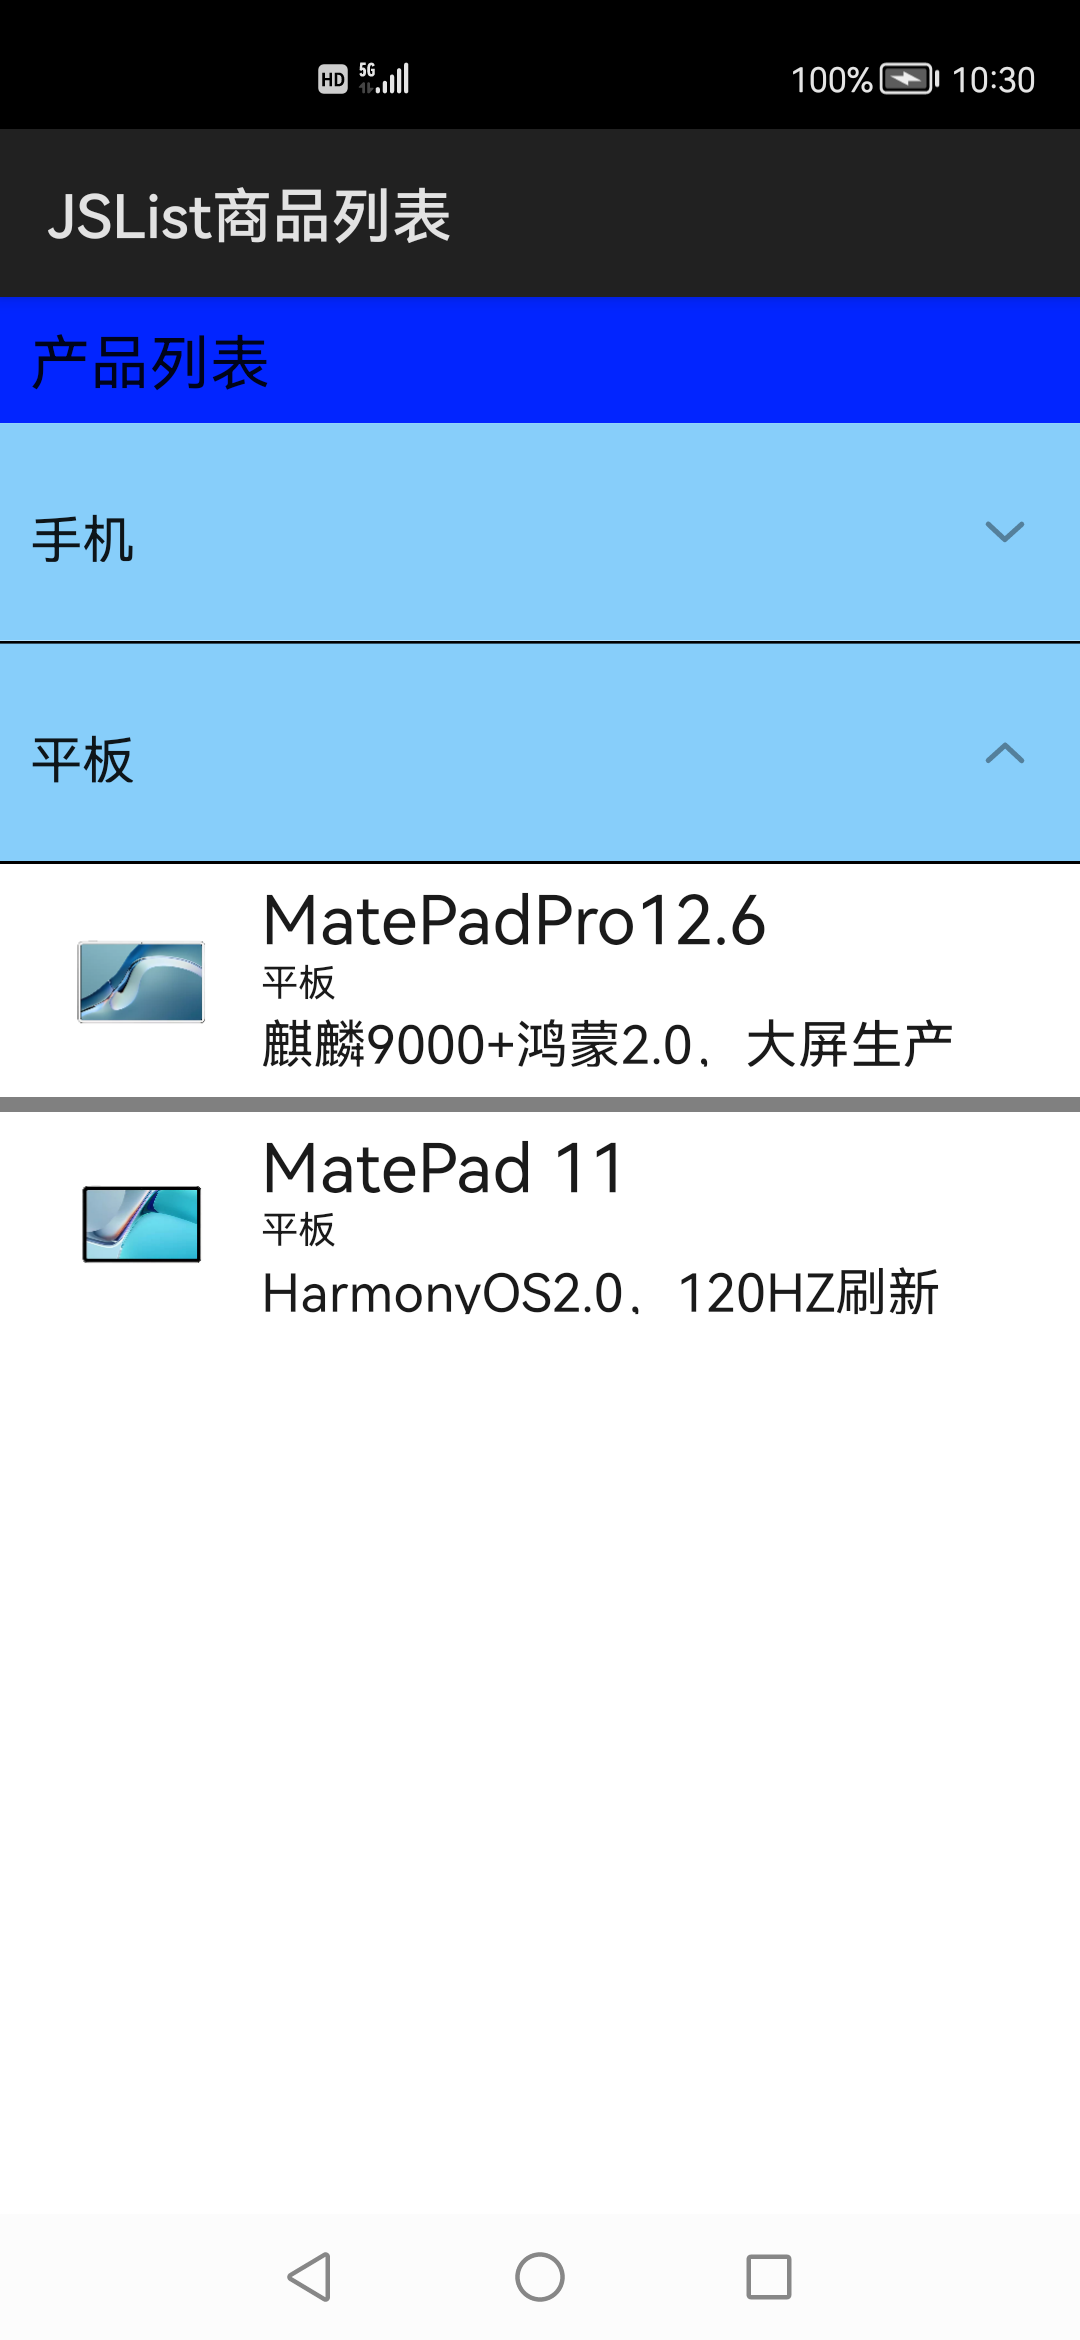 HD 5G 100% 10:30
JSList商品列表
产品列表
手机
平板
MatePadPro12.6
平板
麒麟9000+鸿蒙2.0，大屏生产
MatePad 11
平板
HarmonyOS2.0，120HZ刷新